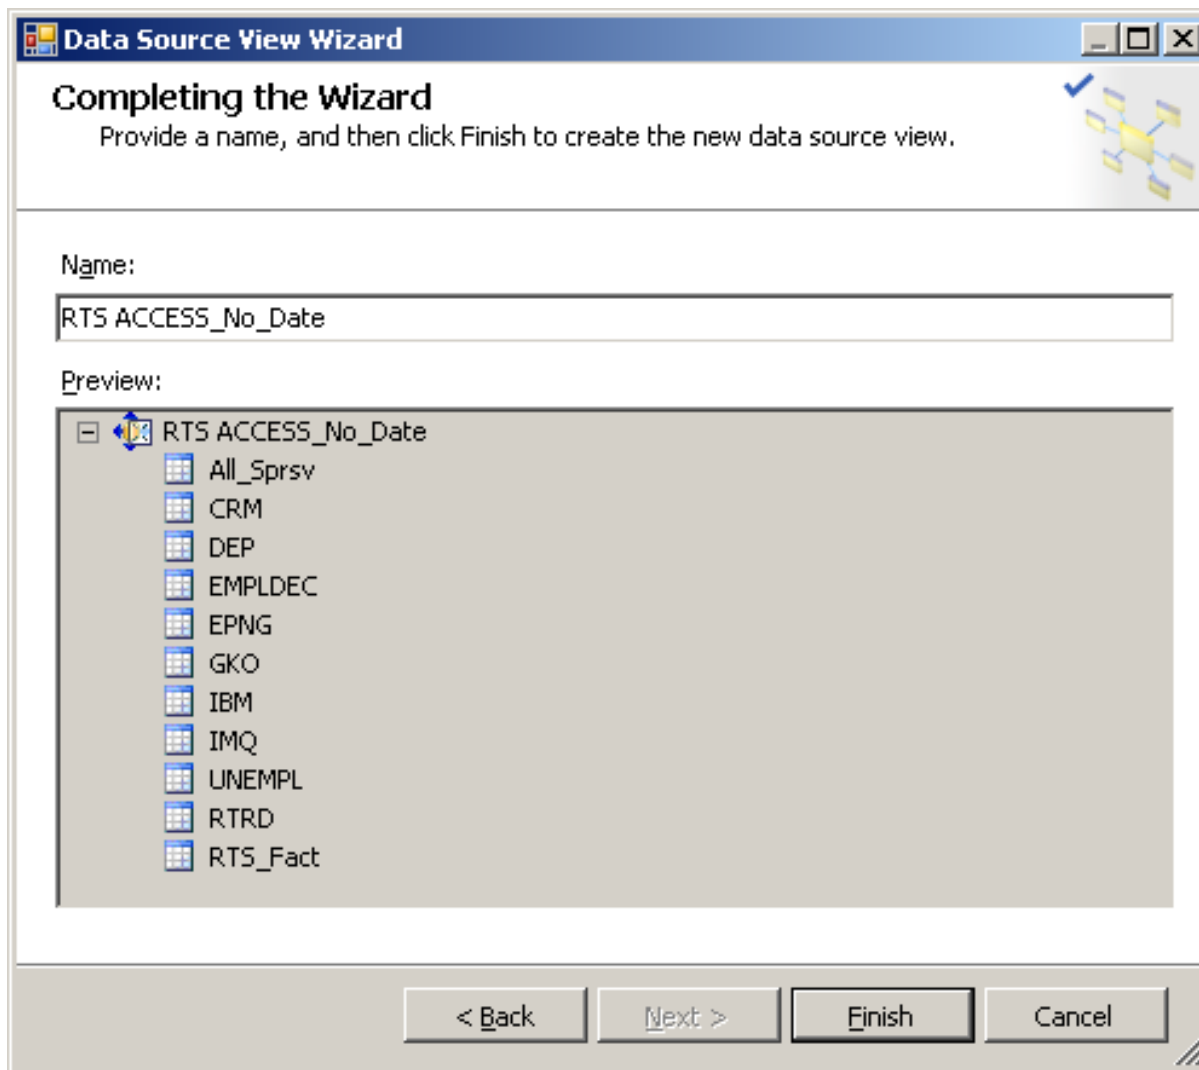 Data Source View Wizard
Completing the Wizard
Provide a name, and then click Finish to create the new data source view.
Name:
RTS ACCESS_No_Date
Preview:
RTS ACCESS_No_Date
All_Sprsv
CRM
DEP
EMPLDEC
EPNG
GKO
IBM
IMQ
UNEMPL
RTRD
RTS_Fact
< Back Next > Finish Cancel